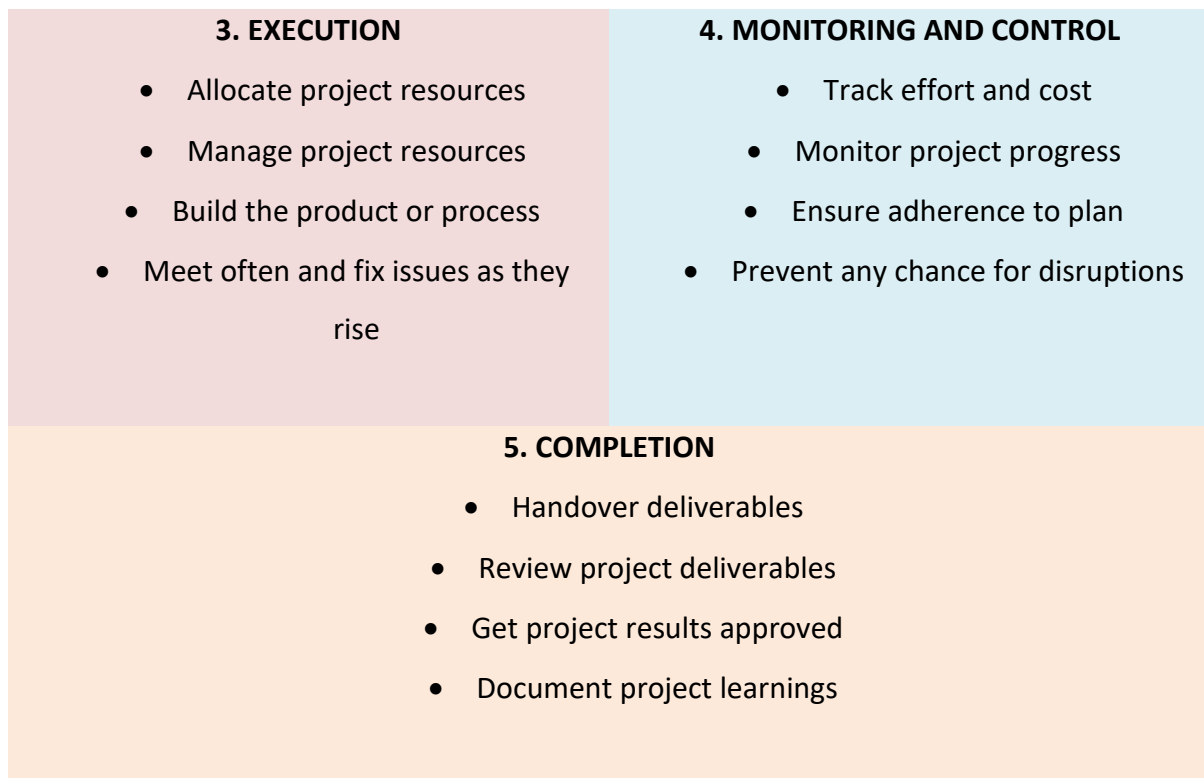 3. EXECUTION
• Allocate project resources
• Manage project resources
• Build the product or process
• Meet often and fix issues as they
rise
4. MONITORING AND CONTROL
• Track effort and cost
• Monitor project progress
• Ensure adherence to plan
• Prevent any chance for disruptions
5. COMPLETION
• Handover deliverables
• Review project deliverables
• Get project results approved
• Document project learnings